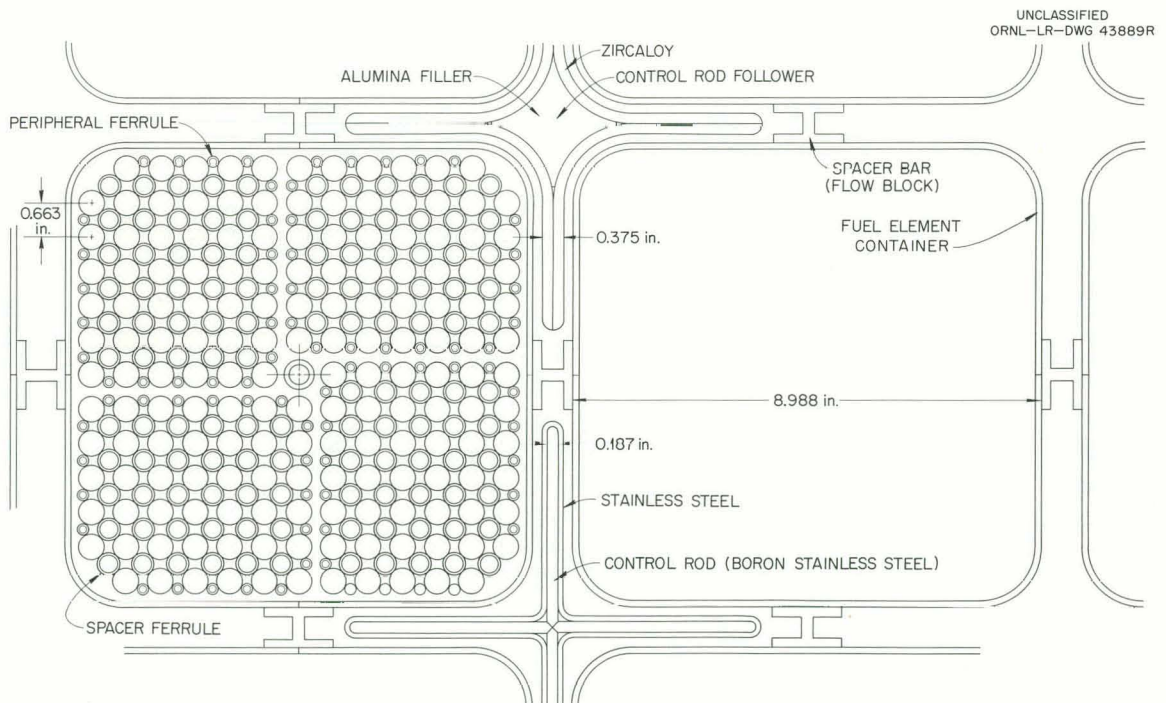 UNCLASSIFIED
ORNL-LR-DWG 43889R
ZIRCALOY
ALUMINA FILLER
CONTROL ROD FOLLOWER
PERIPHERAL FERRULE
SPACER BAR
(FLOW BLOCK)
0.663
in.
FUEL ELEMENT
CONTAINER
0.375 in.
8.988 in.
0.187 in.
STAINLESS STEEL
CONTROL ROD (BORON STAINLESS STEEL)
SPACER FERRULE